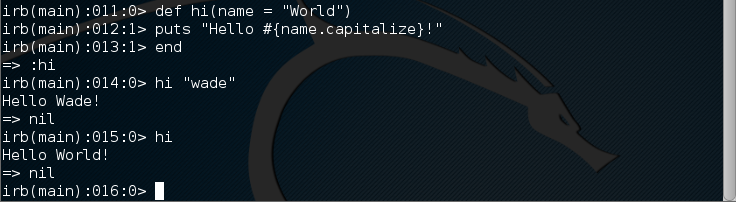 irb(main):011:0> def hi(name = "World")
irb(main):012:1> puts "Hello #{name.capitalize}!"
irb(main):013:1> end
=> :hi
irb(main):014:0> hi "wade"
Hello Wade!
=> nil
irb(main):015:0> hi
Hello World!
=> nil
irb(main):016:0>